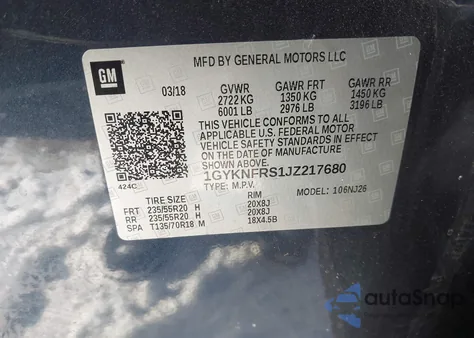 GM
MFD BY GENERAL MOTORS LLC
03/18 GVWR GAWR FRT GAWR RR
2722 KG 1350 KG 1450 KG
6001 LB 2976 LB 3196 LB
THIS VEHICLE CONFORMS TO ALL
APPLICABLE U.S. FEDERAL MOTOR
VEHICLE SAFETY STANDARDS IN EFFECT
ON THE DATE OF MANUFACTURE SHOWN ABOVE.
1GYKNFRS1JZ217680
424C TYPE: M.P.V. MODEL: 106NJ26
TIRE SIZE RIM
FRT 235/55R20 H 20X8J
RR 235/55R20 H 20X8J
SPA T135/70R18 M 18X4.5B
autoSnap